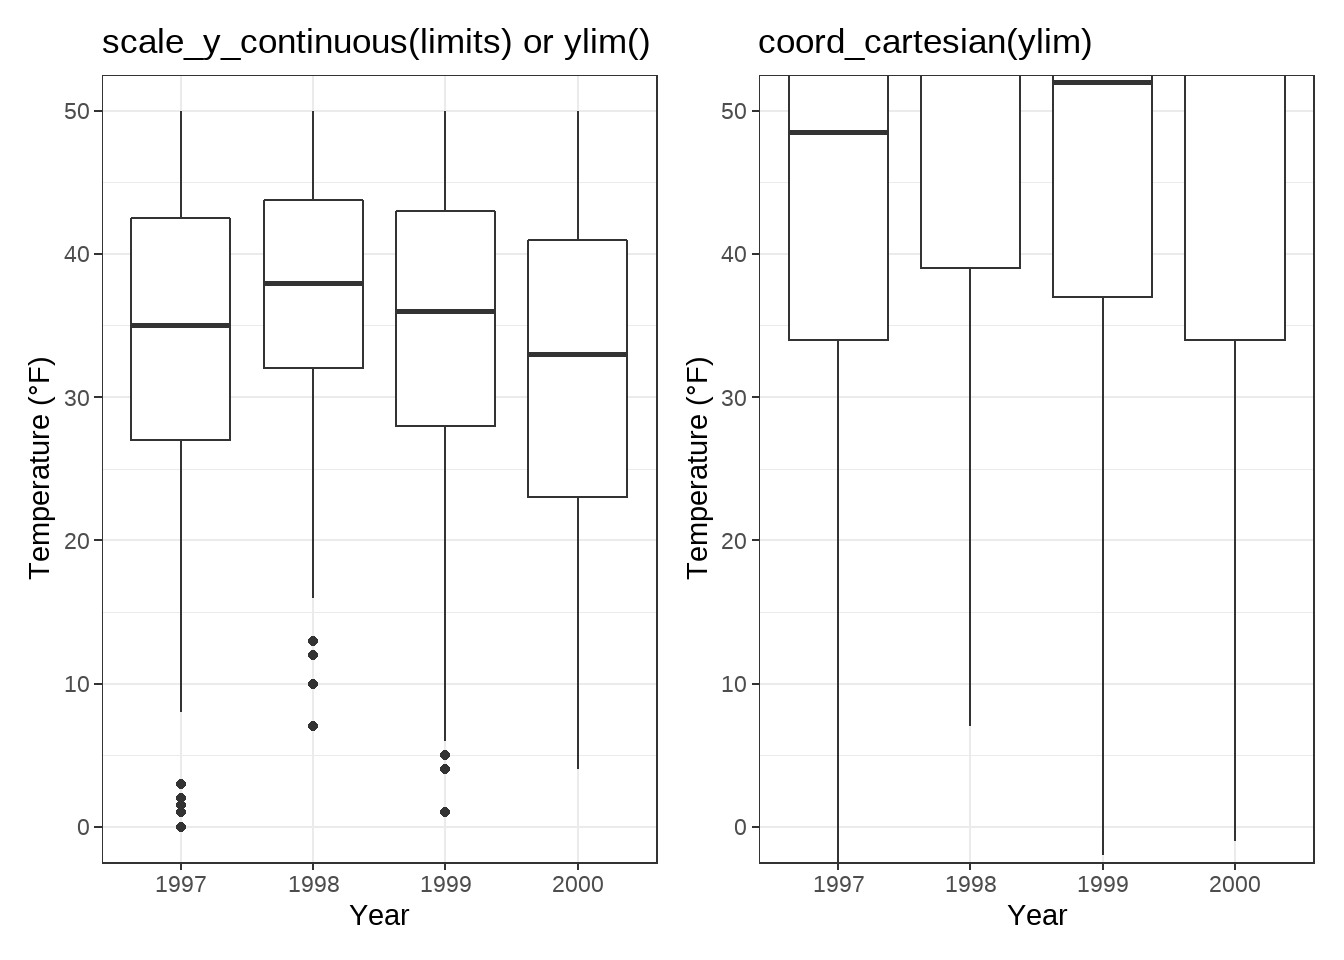 scale_y_continuous(limits) or ylim()
Temperature (°F)
50
40
30
20
10
0
1997 1998 1999 2000
Year
coord_cartesian(ylim)
Temperature (°F)
50
40
30
20
10
0
1997 1998 1999 2000
Year